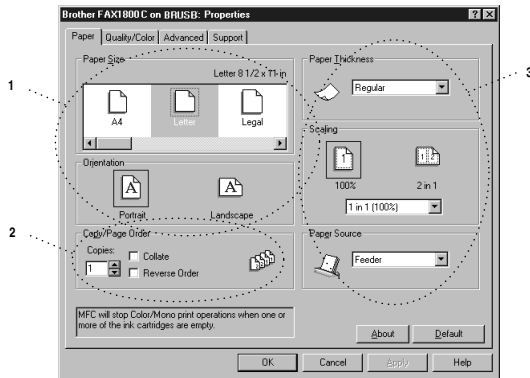 Brother FAX1800C on BRUSB: Properties
Paper
Quality/Color
Advanced
Support
Paper Size
Letter 8 1/2 x 11 in
A4
Letter
Legal
1
Orientation
Portrait
Landscape
2
Copy/Page Order
Copies:
1
Collate
Reverse Order
MFC will stop Color/Mono print operations when one or
more of the ink cartridges are empty.
Paper Thickness
Regular
3
Scaling
100%
2 in 1
1 in 1 (100%)
Paper Source
Feeder
About
Default
OK
Cancel
Apply
Help